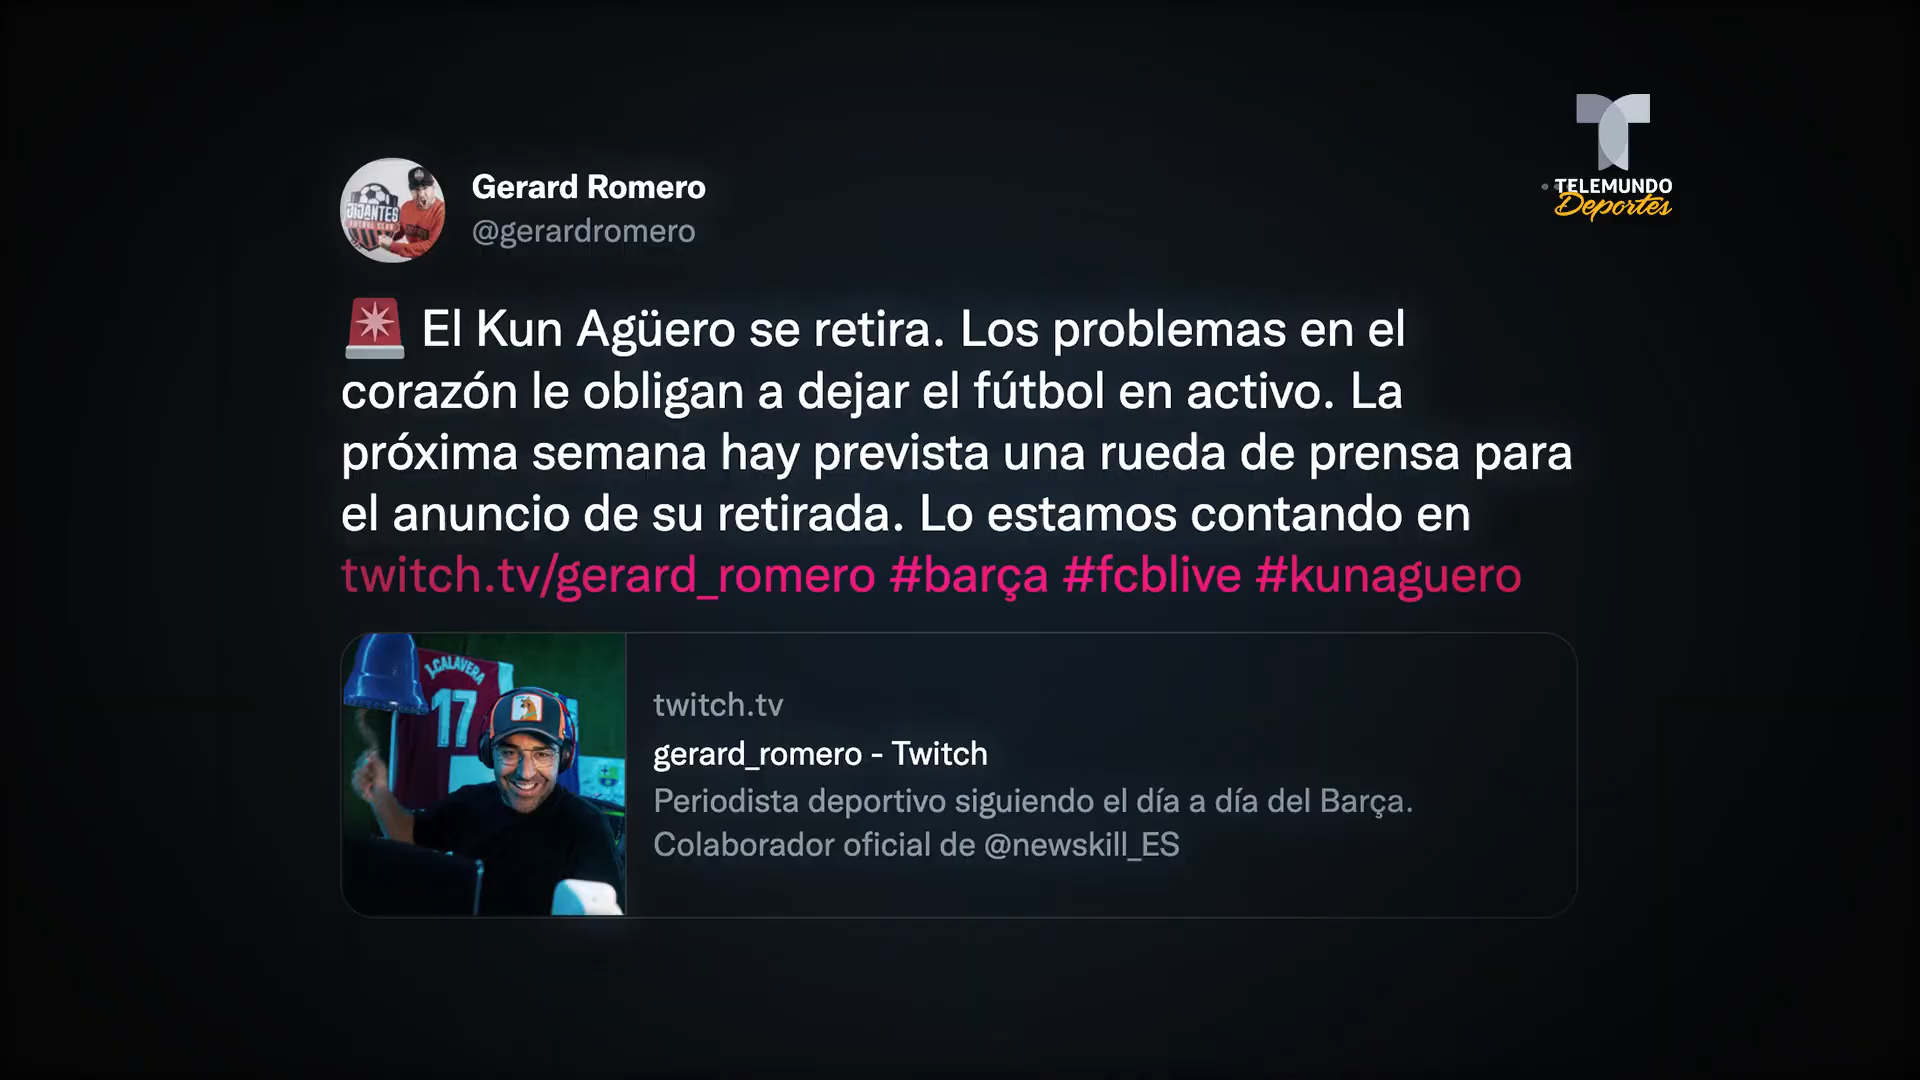 TELEMUNDO
Deportes
Gerard Romero
@gerardromero
JIJANTES
El Kun Agüero se retira. Los problemas en el
corazón le obligan a dejar el fútbol en activo. La
próxima semana hay prevista una rueda de prensa para
el anuncio de su retirada. Lo estamos contando en
twitch.tv/gerard_romero #barça #fcblive #kunaguero
J.CALAVERA
17
twitch.tv
gerard_romero - Twitch
Periodista deportivo siguiendo el día a día del Barça.
Colaborador oficial de @newskill_ES